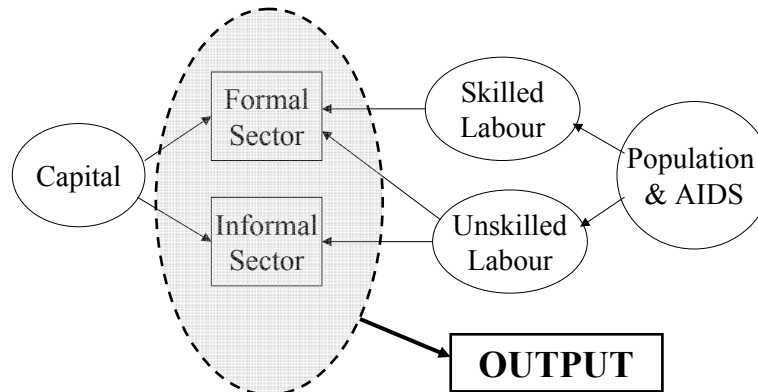 Formal
Sector
Skilled
Labour
Capital
Population
& AIDS
Informal
Sector
Unskilled
Labour
OUTPUT